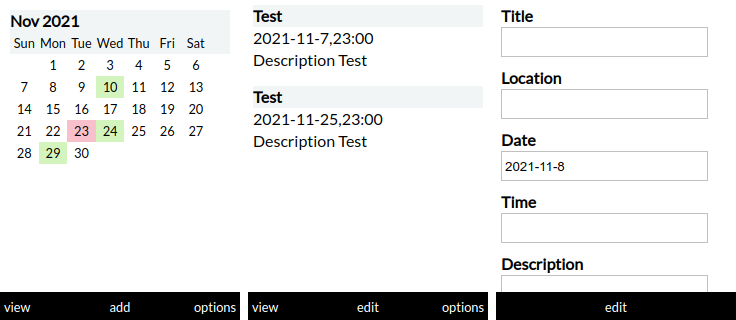 Nov 2021
Sun Mon Tue Wed Thu Fri Sat
1 2 3 4 5 6
7 8 9 10 11 12 13
14 15 16 17 18 19 20
21 22 23 24 25 26 27
28 29 30
view add options
Test
2021-11-7,23:00
Description Test
Test
2021-11-25,23:00
Description Test
view edit options
Title
Location
Date
2021-11-8
Time
Description
edit